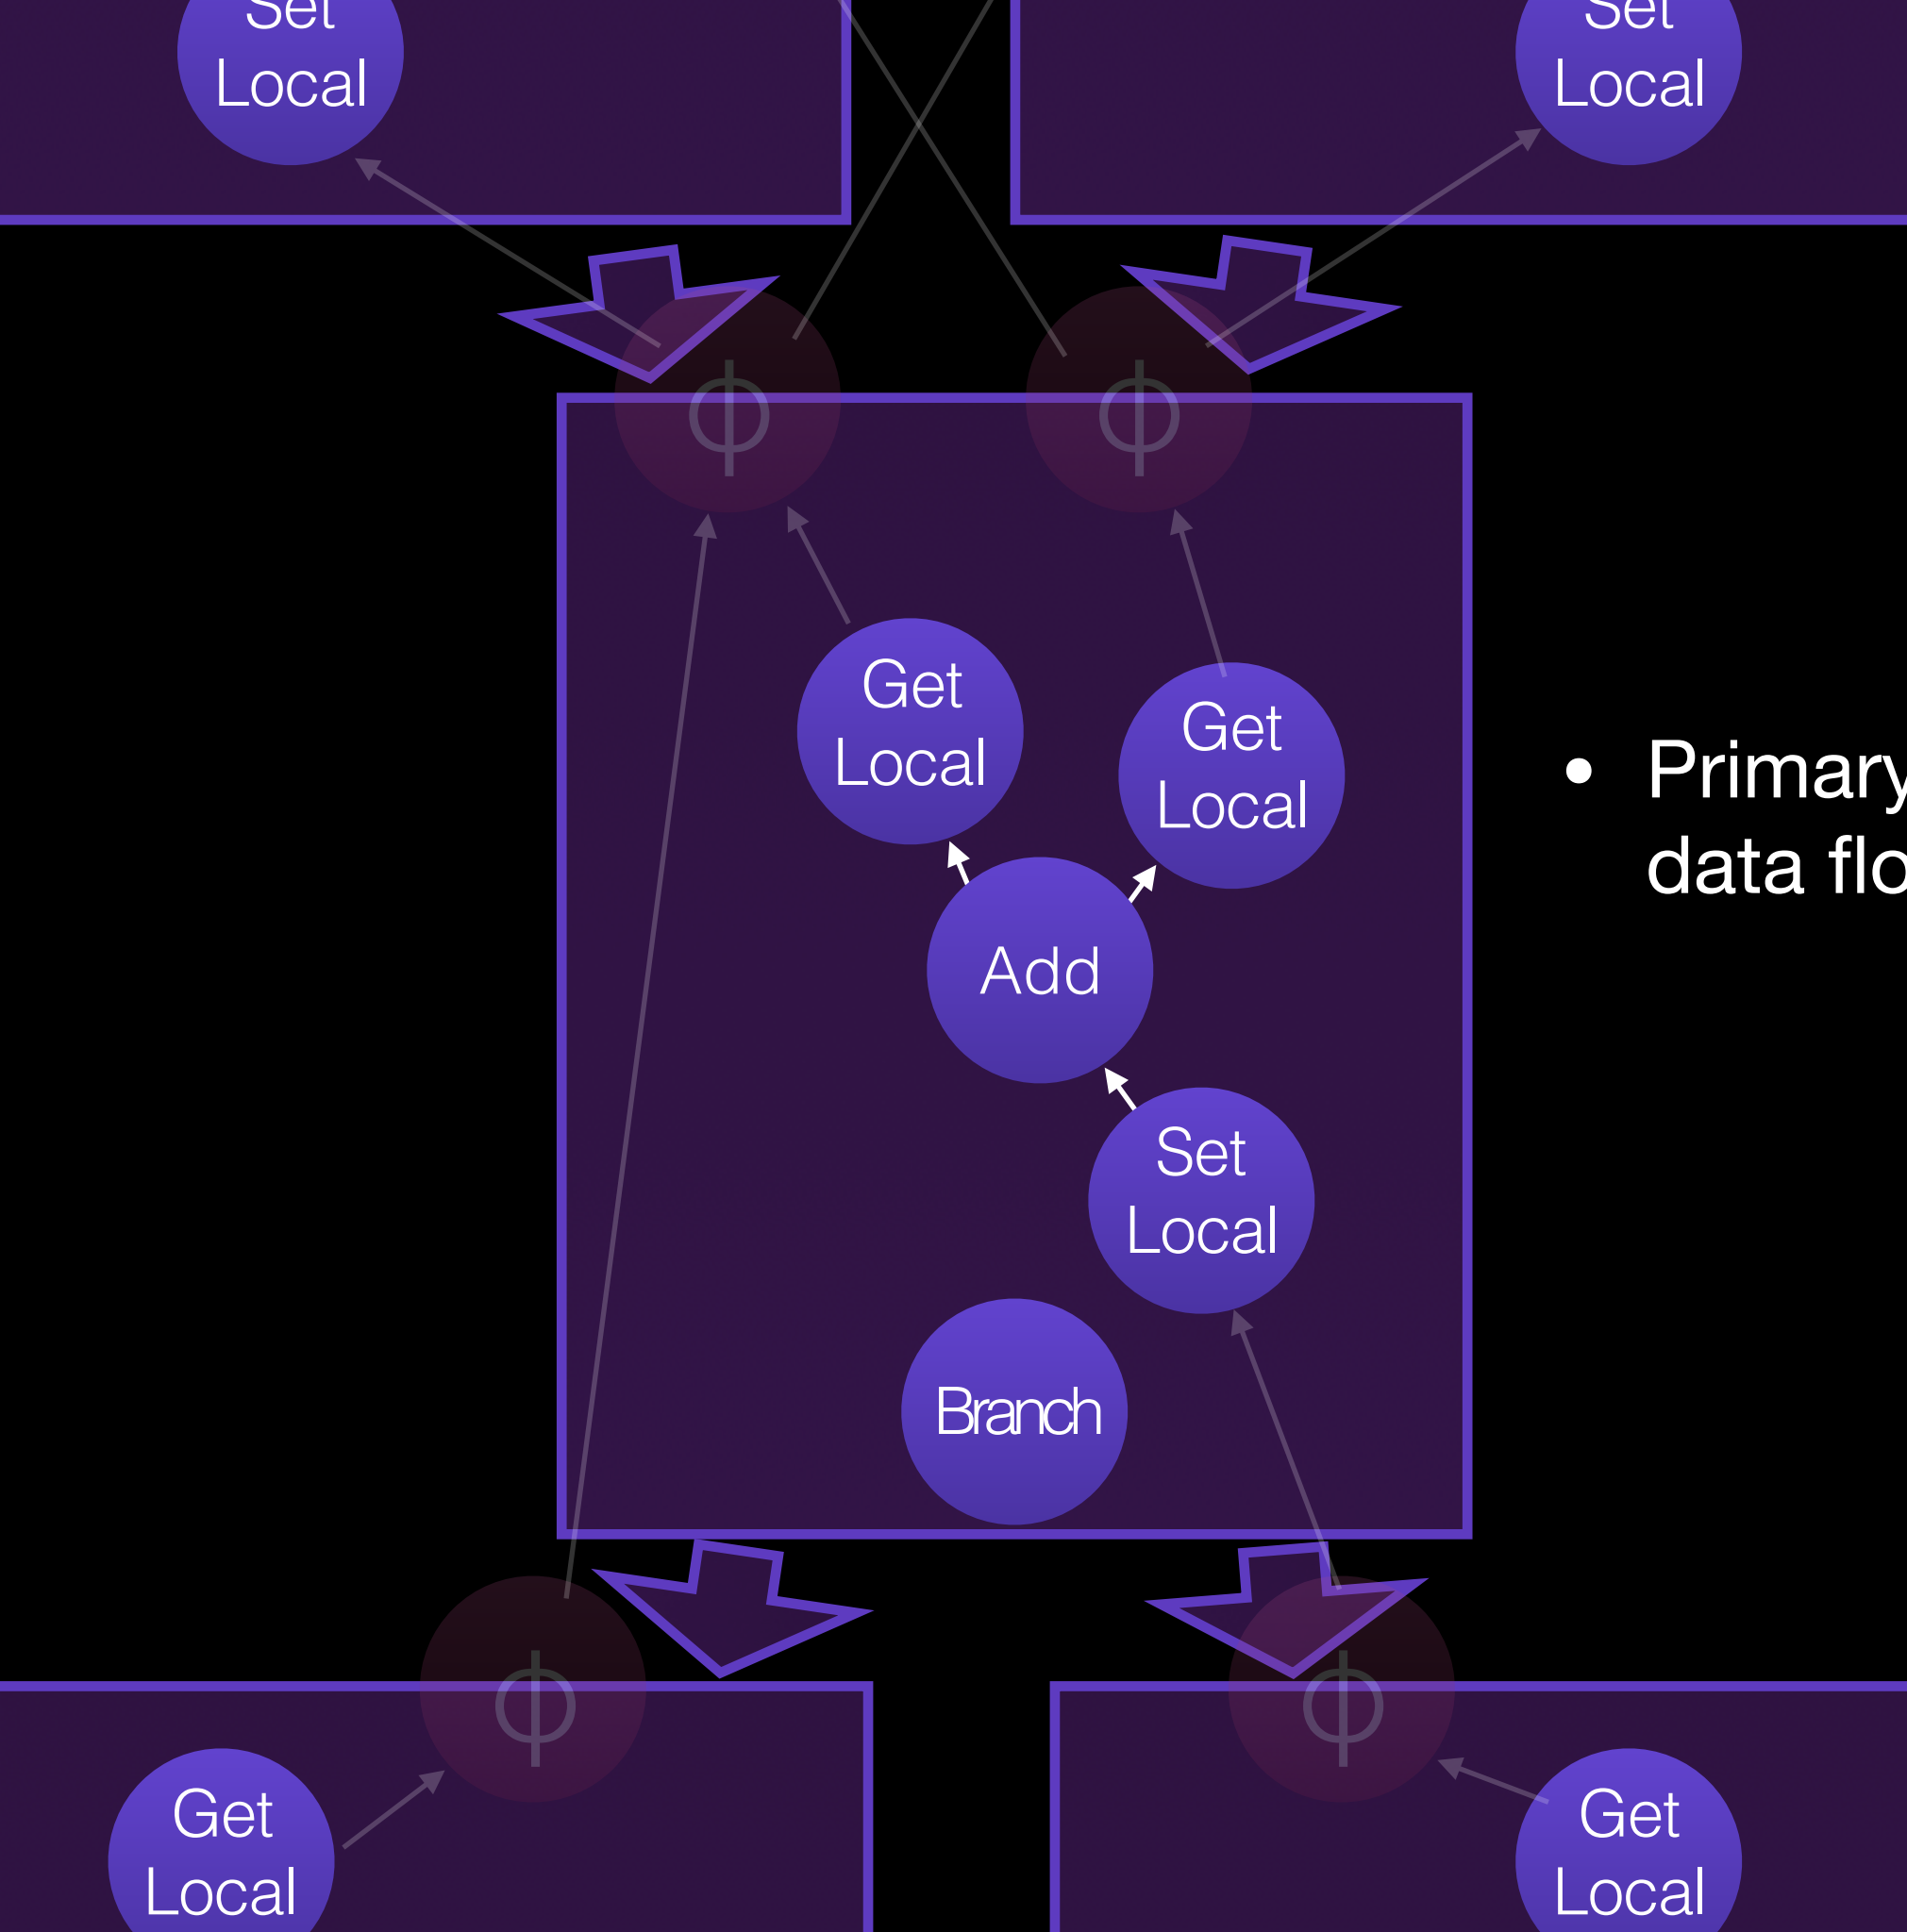 Set
Local
Set
Local
ϕ
ϕ
Get
Local
Get
Local
• Primary
data flo
Add
Set
Local
Branch
ϕ
ϕ
Get
Local
Get
Local